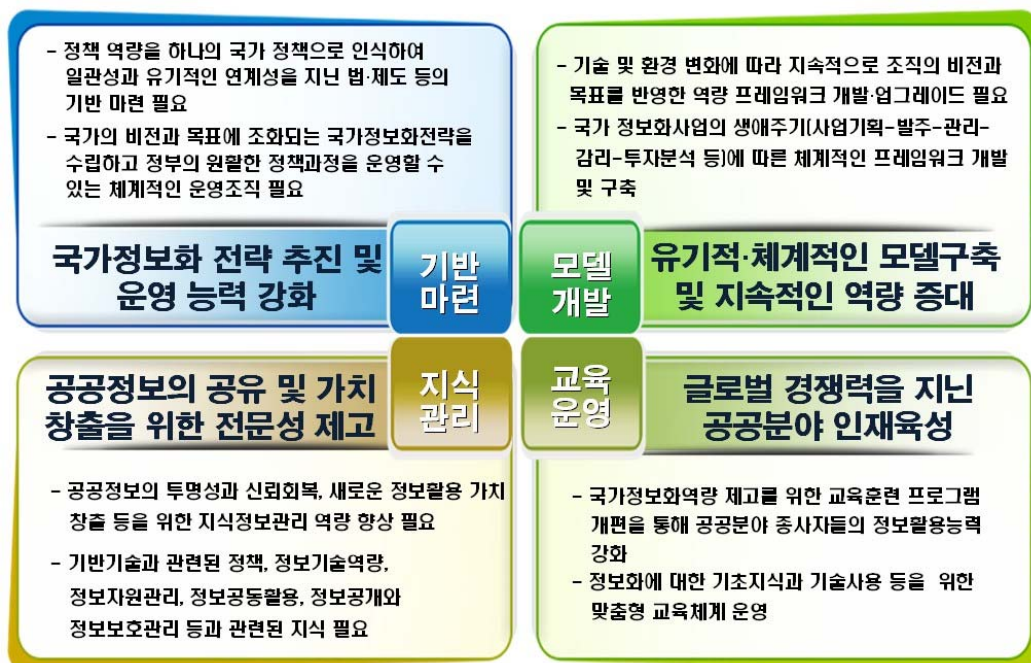 - 정책 역량을 하나의 국가 정책으로 인식하여
일관성과 유기적인 연계성을 지닌 법·제도 등의
기반 마련 필요
- 국가의 비전과 목표에 조화되는 국가정보화전략을
수립하고 정부의 원활한 정책과정을 운영할 수
있는 체계적인 운영조직 필요
국가정보화 전략 추진 및
운영 능력 강화
기반
마련
- 기술 및 환경 변화에 따라 지속적으로 조직의 비전과
목표를 반영한 역량 프레임워크 개발·업그레이드 필요
- 국가 정보화사업의 생애주기(사업기획-발주-관리-
감리-투자분석 등)에 따른 체계적인 프레임워크 개발
및 구축
모델
개발
유기적·체계적인 모델구축
및 지속적인 역량 증대
공공정보의 공유 및 가치
창출을 위한 전문성 제고
지식
관리
- 공공정보의 투명성과 신뢰회복, 새로운 정보활용 가치
창출 등을 위한 지식정보관리 역량 향상 필요
- 기반기술과 관련된 정책, 정보기술역량,
정보자원관리, 정보공동활용, 정보공개와
정보보호관리 등과 관련된 지식 필요
교육
운영
글로벌 경쟁력을 지닌
공공분야 인재육성
- 국가정보화역량 제고를 위한 교육훈련 프로그램
개편을 통해 공공분야 종사자들의 정보활용능력
강화
- 정보화에 대한 기초지식과 기술사용 등을 위한
맞춤형 교육체계 운영